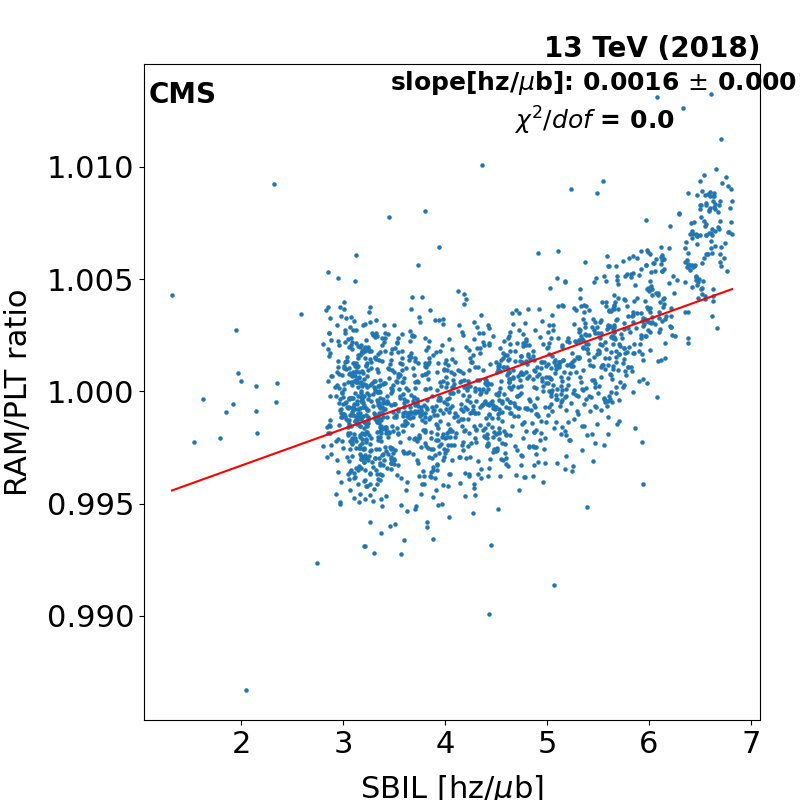 13 TeV (2018)
CMS
slope[hz/μb]: 0.0016 ± 0.000
χ²/dof = 0.0
1.010
1.005
1.000
0.995
0.990
RAM/PLT ratio
2 3 4 5 6 7
SBIL [hz/μb]